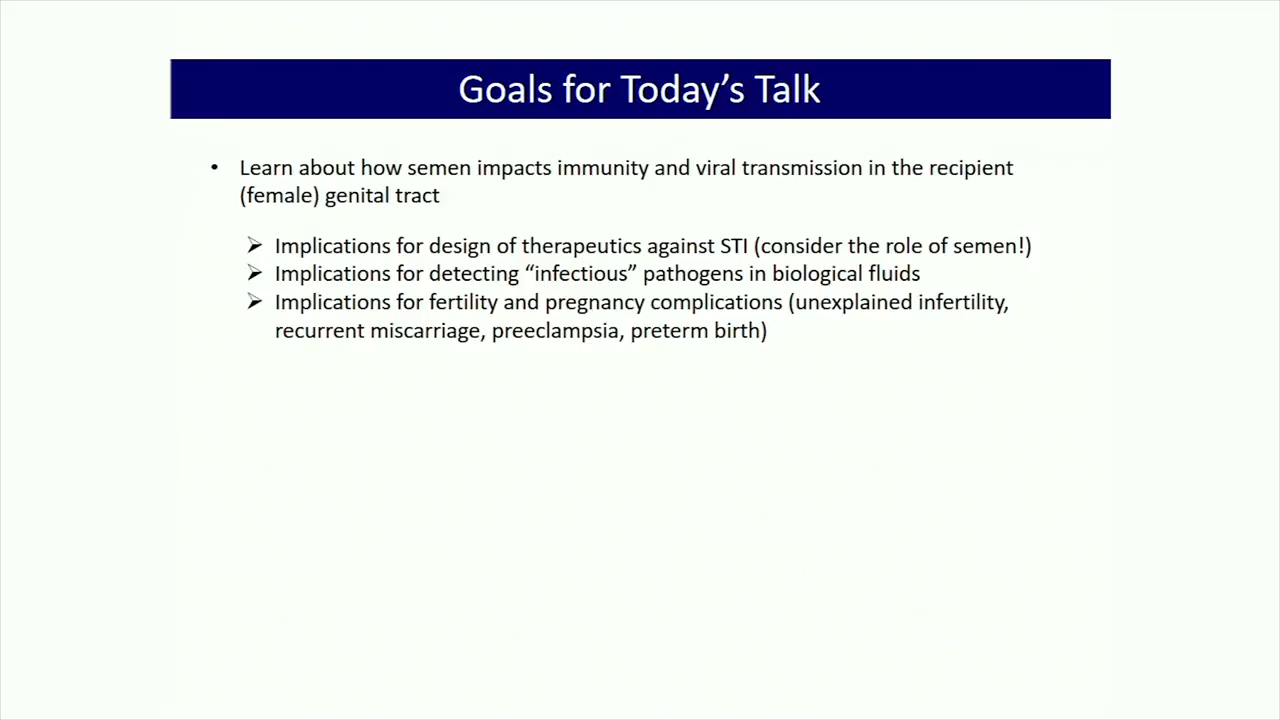 Goals for Today's Talk
• Learn about how semen impacts immunity and viral transmission in the recipient
(female) genital tract
➢ Implications for design of therapeutics against STI (consider the role of semen!)
➢ Implications for detecting “infectious” pathogens in biological fluids
➢ Implications for fertility and pregnancy complications (unexplained infertility,
recurrent miscarriage, preeclampsia, preterm birth)